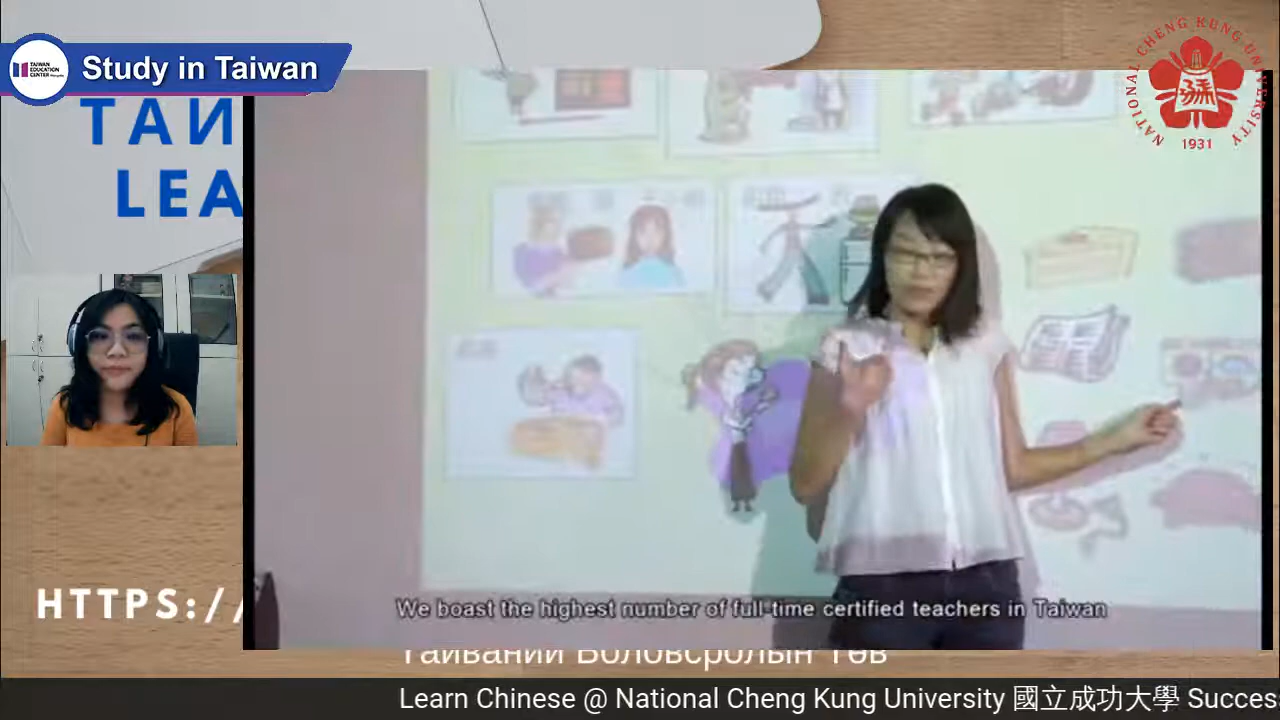 Study in Taiwan
TAIWAN
EDUCATION
CENTER
NATIONAL CHENG KUNG UNIVERSITY
1931
ТАЙ
LEA
HTTPS://
We boast the highest number of full-time certified teachers in Taiwan
Тайваний Боловсролын Төв
Learn Chinese @ National Cheng Kung University 國立成功大學 Succes